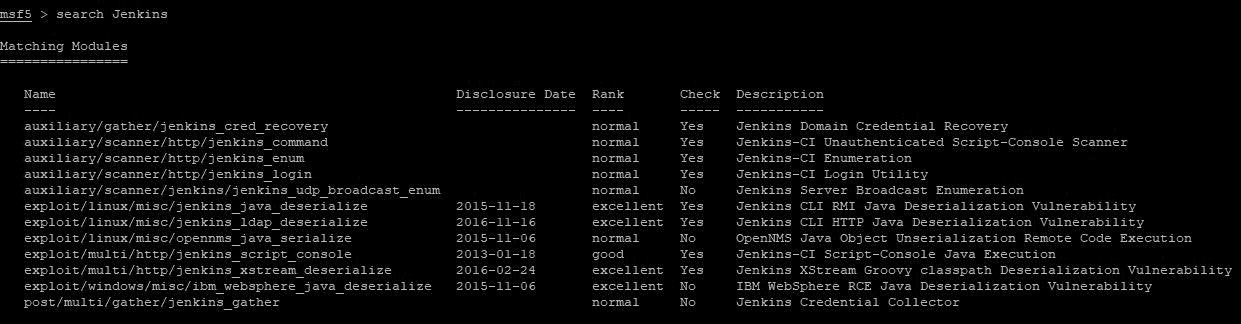 msf5 > search Jenkins
Matching Modules
================
Name Disclosure Date Rank Check Description
---- --------------- ---- ----- -----------
auxiliary/gather/jenkins_cred_recovery normal Yes Jenkins Domain Credential Recovery
auxiliary/scanner/http/jenkins_command normal Yes Jenkins-CI Unauthenticated Script-Console Scanner
auxiliary/scanner/http/jenkins_enum normal Yes Jenkins-CI Enumeration
auxiliary/scanner/http/jenkins_login normal Yes Jenkins-CI Login Utility
auxiliary/scanner/jenkins/jenkins_udp_broadcast_enum normal No Jenkins Server Broadcast Enumeration
exploit/linux/misc/jenkins_java_deserialize 2015-11-18 excellent Yes Jenkins CLI RMI Java Deserialization Vulnerability
exploit/linux/misc/jenkins_ldap_deserialize 2016-11-16 excellent Yes Jenkins CLI HTTP Java Deserialization Vulnerability
exploit/linux/misc/opennms_java_serialize 2015-11-06 normal No OpenNMS Java Object Unserialization Remote Code Execution
exploit/multi/http/jenkins_script_console 2013-01-18 good Yes Jenkins-CI Script-Console Java Execution
exploit/multi/http/jenkins_xstream_deserialize 2016-02-24 excellent Yes Jenkins XStream Groovy classpath Deserialization Vulnerability
exploit/windows/misc/ibm_websphere_java_deserialize 2015-11-06 excellent No IBM WebSphere RCE Java Deserialization Vulnerability
post/multi/gather/jenkins_gather normal No Jenkins Credential Collector